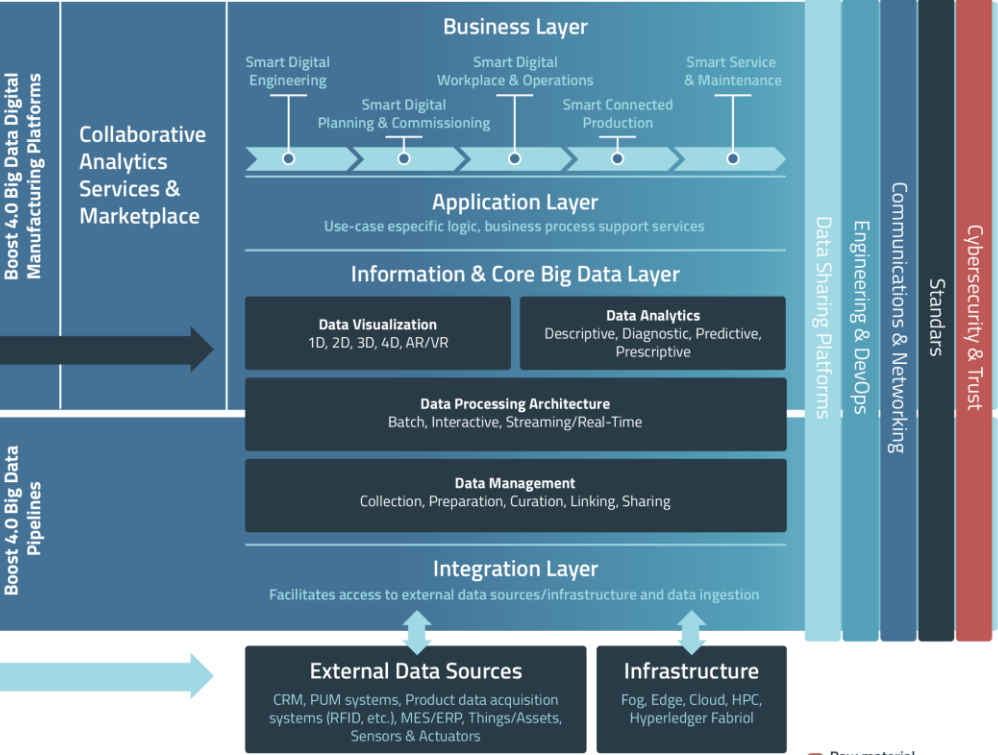 Boost 4.0 Big Data Digital
Manufacturing Platforms
Collaborative
Analytics
Services &
Marketplace
Business Layer
Smart Digital
Engineering
Smart Digital
Planning & Commissioning
Smart Digital
Workplace & Operations
Smart Connected
Production
Smart Service
& Maintenance
Application Layer
Use-case especific logic, business process support services
Information & Core Big Data Layer
Data Visualization
1D, 2D, 3D, 4D, AR/VR
Data Analytics
Descriptive, Diagnostic, Predictive,
Prescriptive
Data Processing Architecture
Batch, Interactive, Streaming/Real-Time
Boost 4.0 Big Data
Pipelines
Data Management
Collection, Preparation, Curation, Linking, Sharing
Integration Layer
Facilitates access to external data sources/infrastructure and data ingestion
External Data Sources
CRM, PUM systems, Product data acquisition
systems (RFID, etc.), MES/ERP, Things/Assets,
Sensors & Actuators
Infrastructure
Fog, Edge, Cloud, HPC,
Hyperledger Fabriol
Data Sharing Platforms
Engineering & DevOps
Communications & Networking
Standars
Cybersecurity & Trust